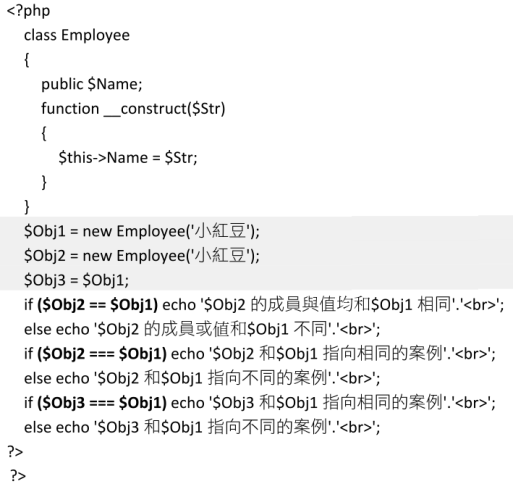 <?php
class Employee
{
public $Name;
function __construct($Str)
{
$this->Name = $Str;
}
}
$Obj1 = new Employee('小紅豆');
$Obj2 = new Employee('小紅豆');
$Obj3 = $Obj1;
if ($Obj2 == $Obj1) echo '$Obj2 的成員與值均和$Obj1 相同'.'<br>';
else echo '$Obj2 的成員或值和$Obj1 不同'.'<br>';
if ($Obj2 === $Obj1) echo '$Obj2 和$Obj1 指向相同的案例'.'<br>';
else echo '$Obj2 和$Obj1 指向不同的案例'.'<br>';
if ($Obj3 === $Obj1) echo '$Obj3 和$Obj1 指向相同的案例'.'<br>';
else echo '$Obj3 和$Obj1 指向不同的案例'.'<br>';
?>
?>